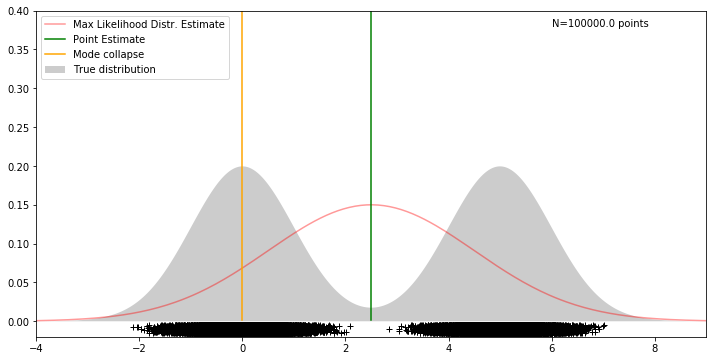 Max Likelihood Distr. Estimate
Point Estimate
Mode collapse
True distribution
N=100000.0 points
0.40
0.35
0.30
0.25
0.20
0.15
0.10
0.05
0.00
−4 −2 0 2 4 6 8